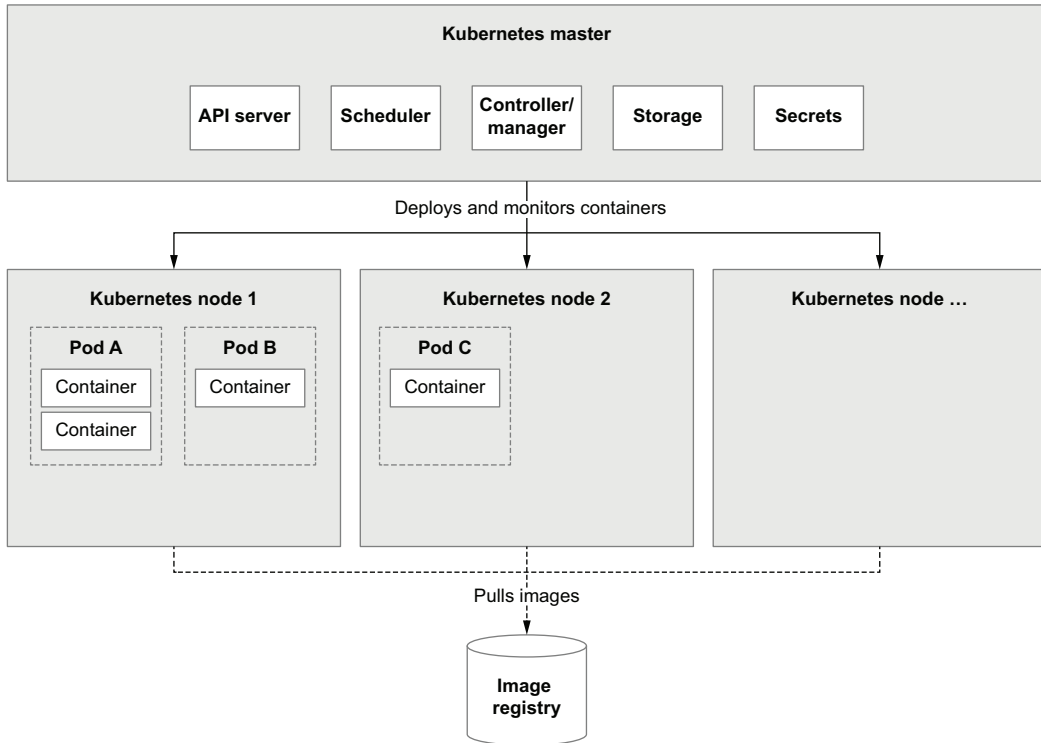 Kubernetes master
API server
Scheduler
Controller/
manager
Storage
Secrets
Deploys and monitors containers
Kubernetes node 1
Kubernetes node 2
Kubernetes node …
Pod A
Pod B
Pod C
Container
Container
Container
Container
Pulls images
Image
registry